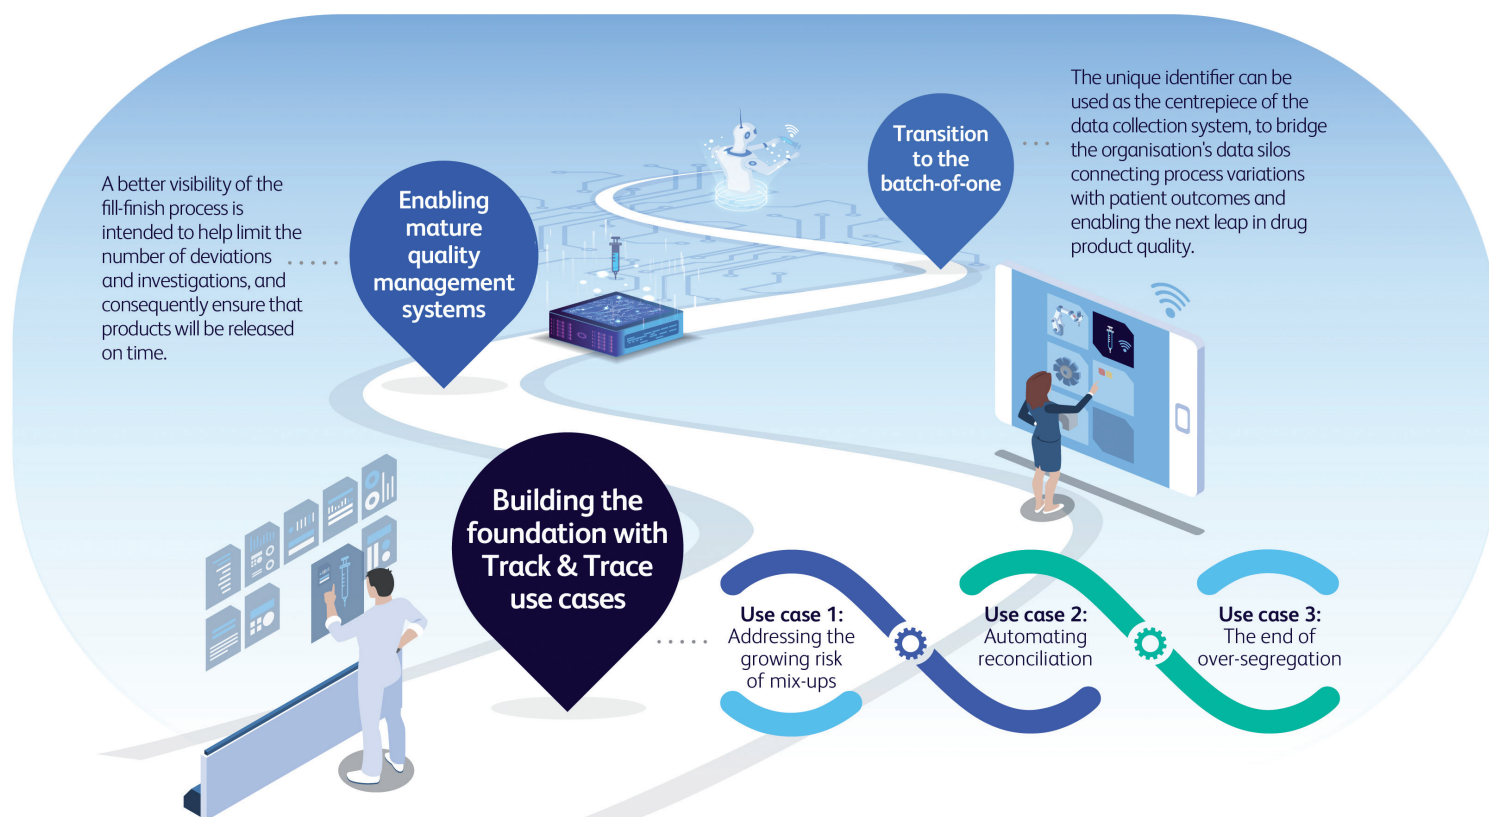 The unique identifier can be
used as the centrepiece of the
data collection system, to bridge
the organisation's data silos
connecting process variations
with patient outcomes and
enabling the next leap in drug
product quality.
Transition
to the
batch-of-one
A better visibility of the
fill-finish process is
intended to help limit the
number of deviations
and investigations, and
consequently ensure that
products will be released
on time.
Enabling
mature
quality
management
systems
Building the
foundation with
Track & Trace
use cases
Use case 1:
Addressing the
growing risk
of mix-ups
Use case 2:
Automating
reconciliation
Use case 3:
The end of
over-segregation